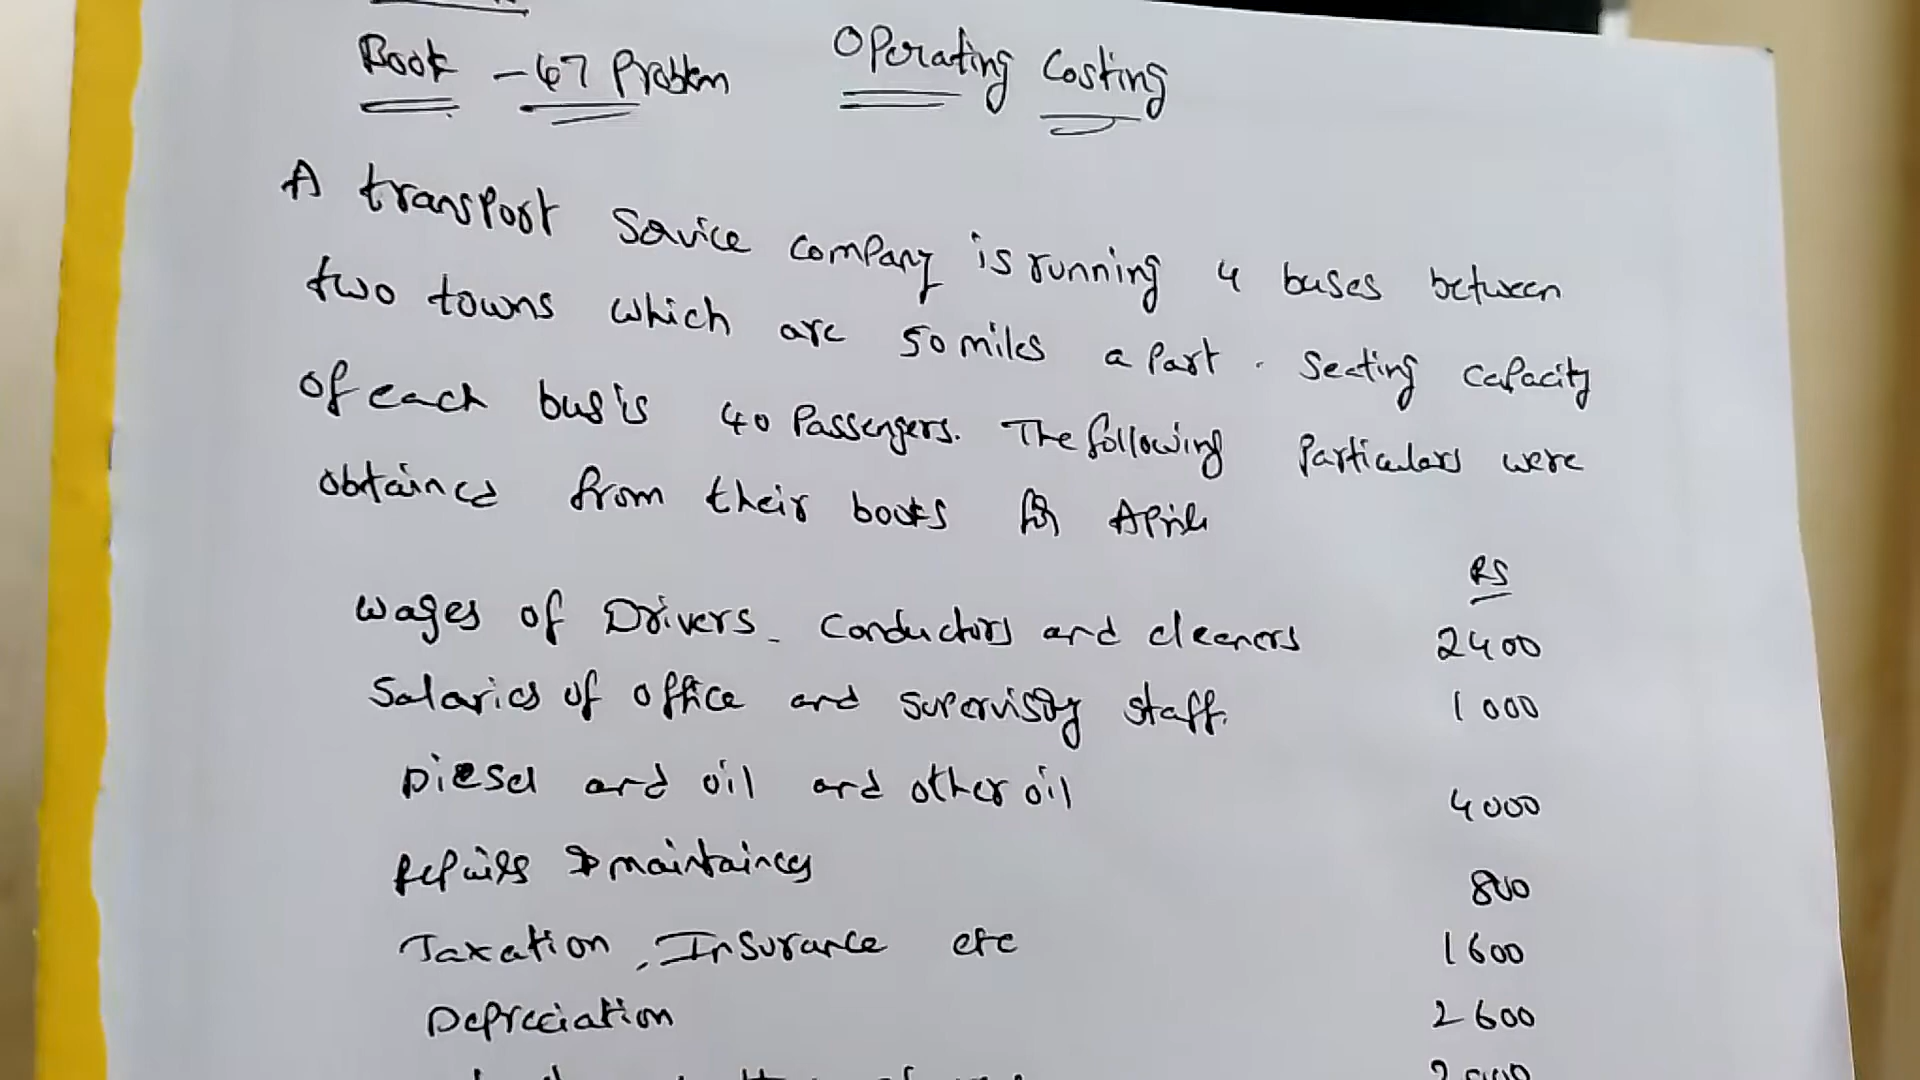 Book - 47 Problem Operating Costing
A transport Service company is running 4 buses between
two towns which are 50 miles a part. Seating capacity
of each bus is 40 Passengers. The following Particulars were
obtained from their books for April
RS
wages of Drivers - Conductors and cleaners 2400
Salaries of office and supervisory staff. 1000
Diesel and oil and other oil 4000
Repairs & maintaincy 800
Taxation, Insurance etc 1600
Depreciation 2600